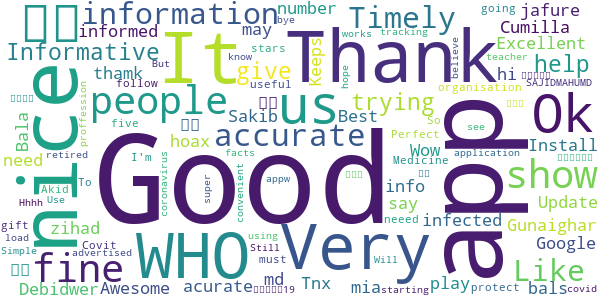 information
Thank
It
Timely
number
jafure
may
Cumilla
informed
bye
stars
going
works
tracking
But
Informative
Excellent
give
Keeps
know
believe
teacher
hi
SAJIDMAHUMD
nice
thamk
follow
useful
hope
help
people
us
trying
organisation
app
Ok
Sakib
Best
So
Bala
proffession
five
accurate
Perfect
see
application
Install
need
hoax
Wow
Medicine
show
Good
I'm
facts
retired
To
Akid
coronavirus
super
convenient
appw
info
say
Update
Hhhh
Use
WHO
Very
neeed
infected
Gunaighar
zihad
using
Google
gift
load
fine
Covit
Still
Will
Like
Simple
advertised
must
md
play
protect
bals
Debidwer
Awesome
acurate
Tnx
mia
starting
covid
19